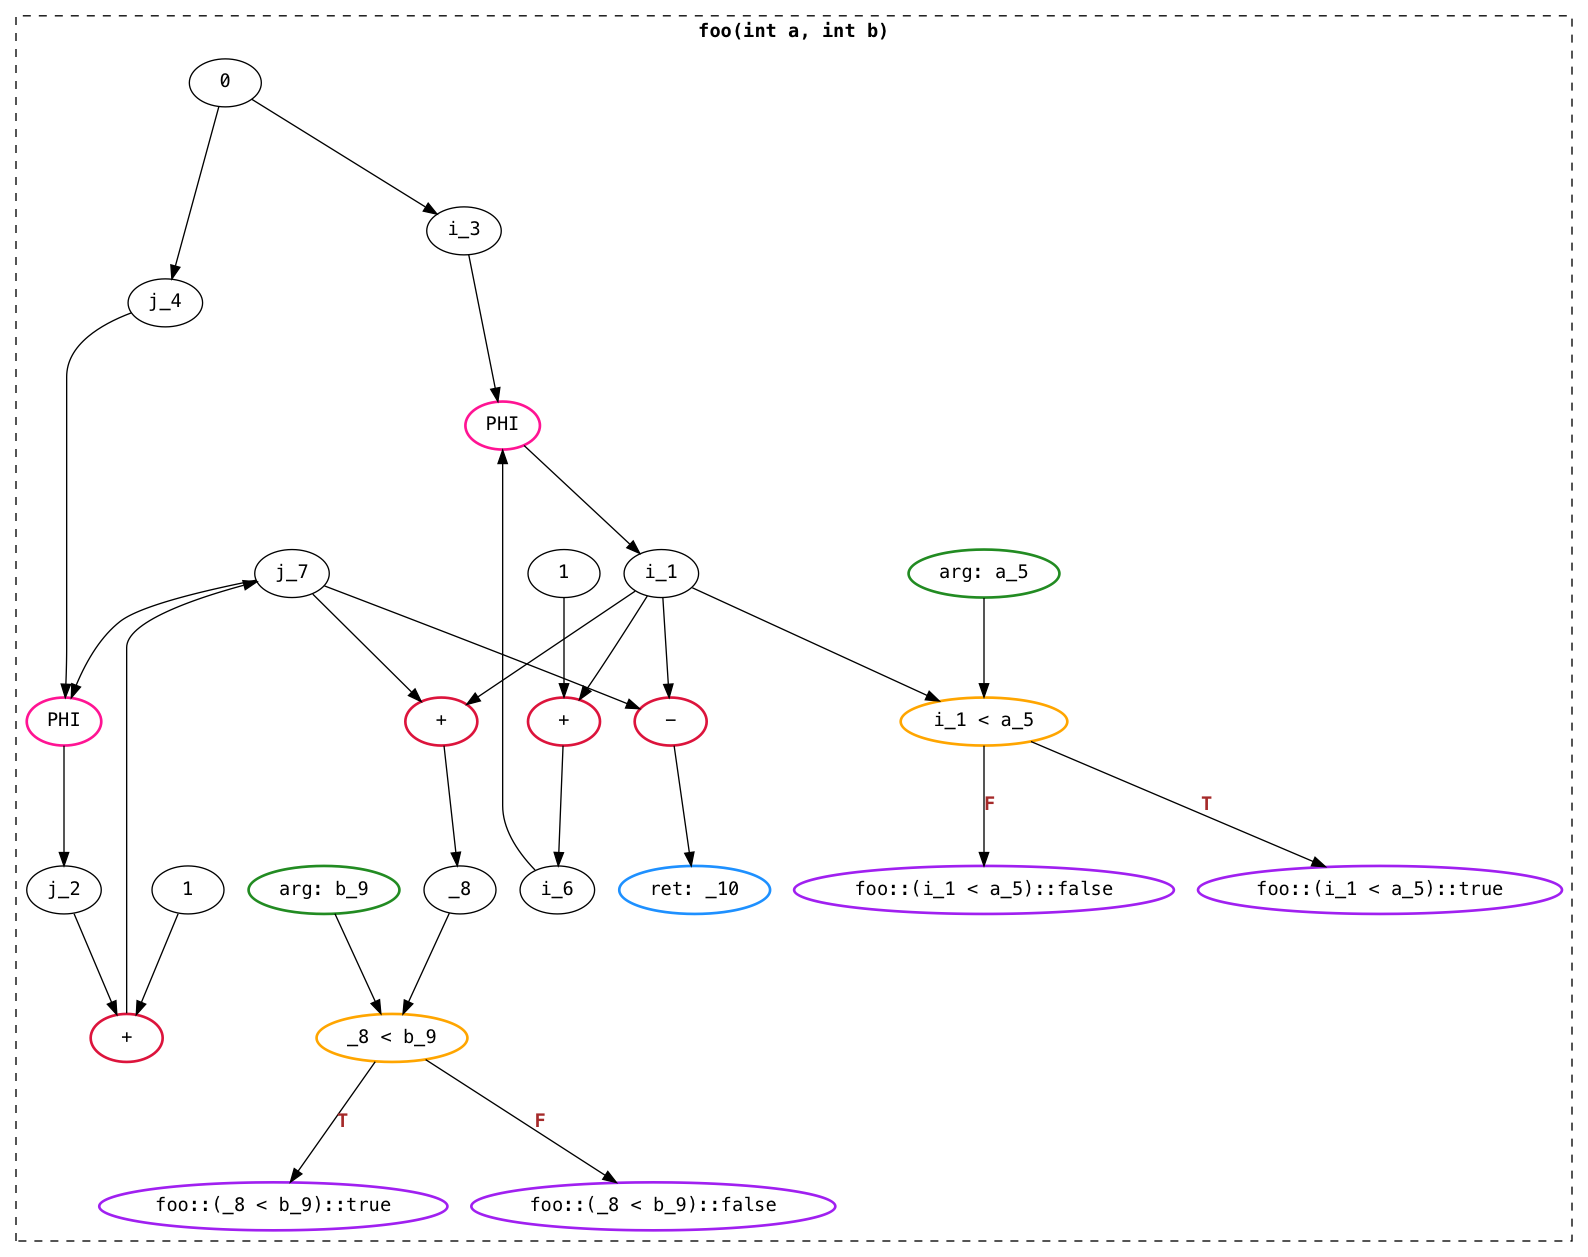 foo(int a, int b)
0
i_3
j_4
PHI
j_7
1
i_1
arg: a_5
PHI
+
+
−
i_1 < a_5
F
T
j_2
1
arg: b_9
_8
i_6
ret: _10
foo::(i_1 < a_5)::false
foo::(i_1 < a_5)::true
+
_8 < b_9
T
F
foo::(_8 < b_9)::true
foo::(_8 < b_9)::false